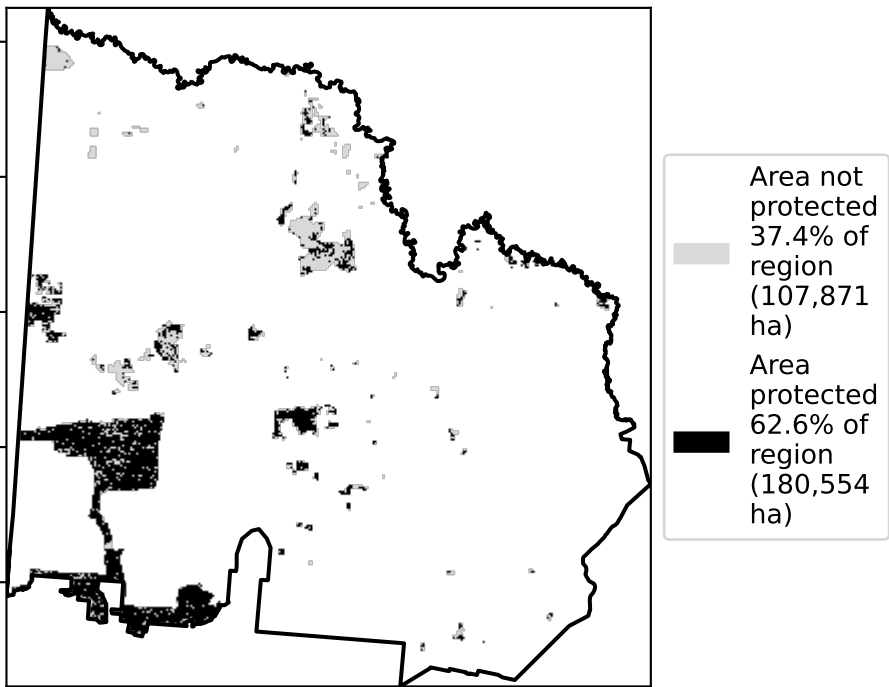 Area not
protected
37.4% of
region
(107,871
ha)
Area
protected
62.6% of
region
(180,554
ha)